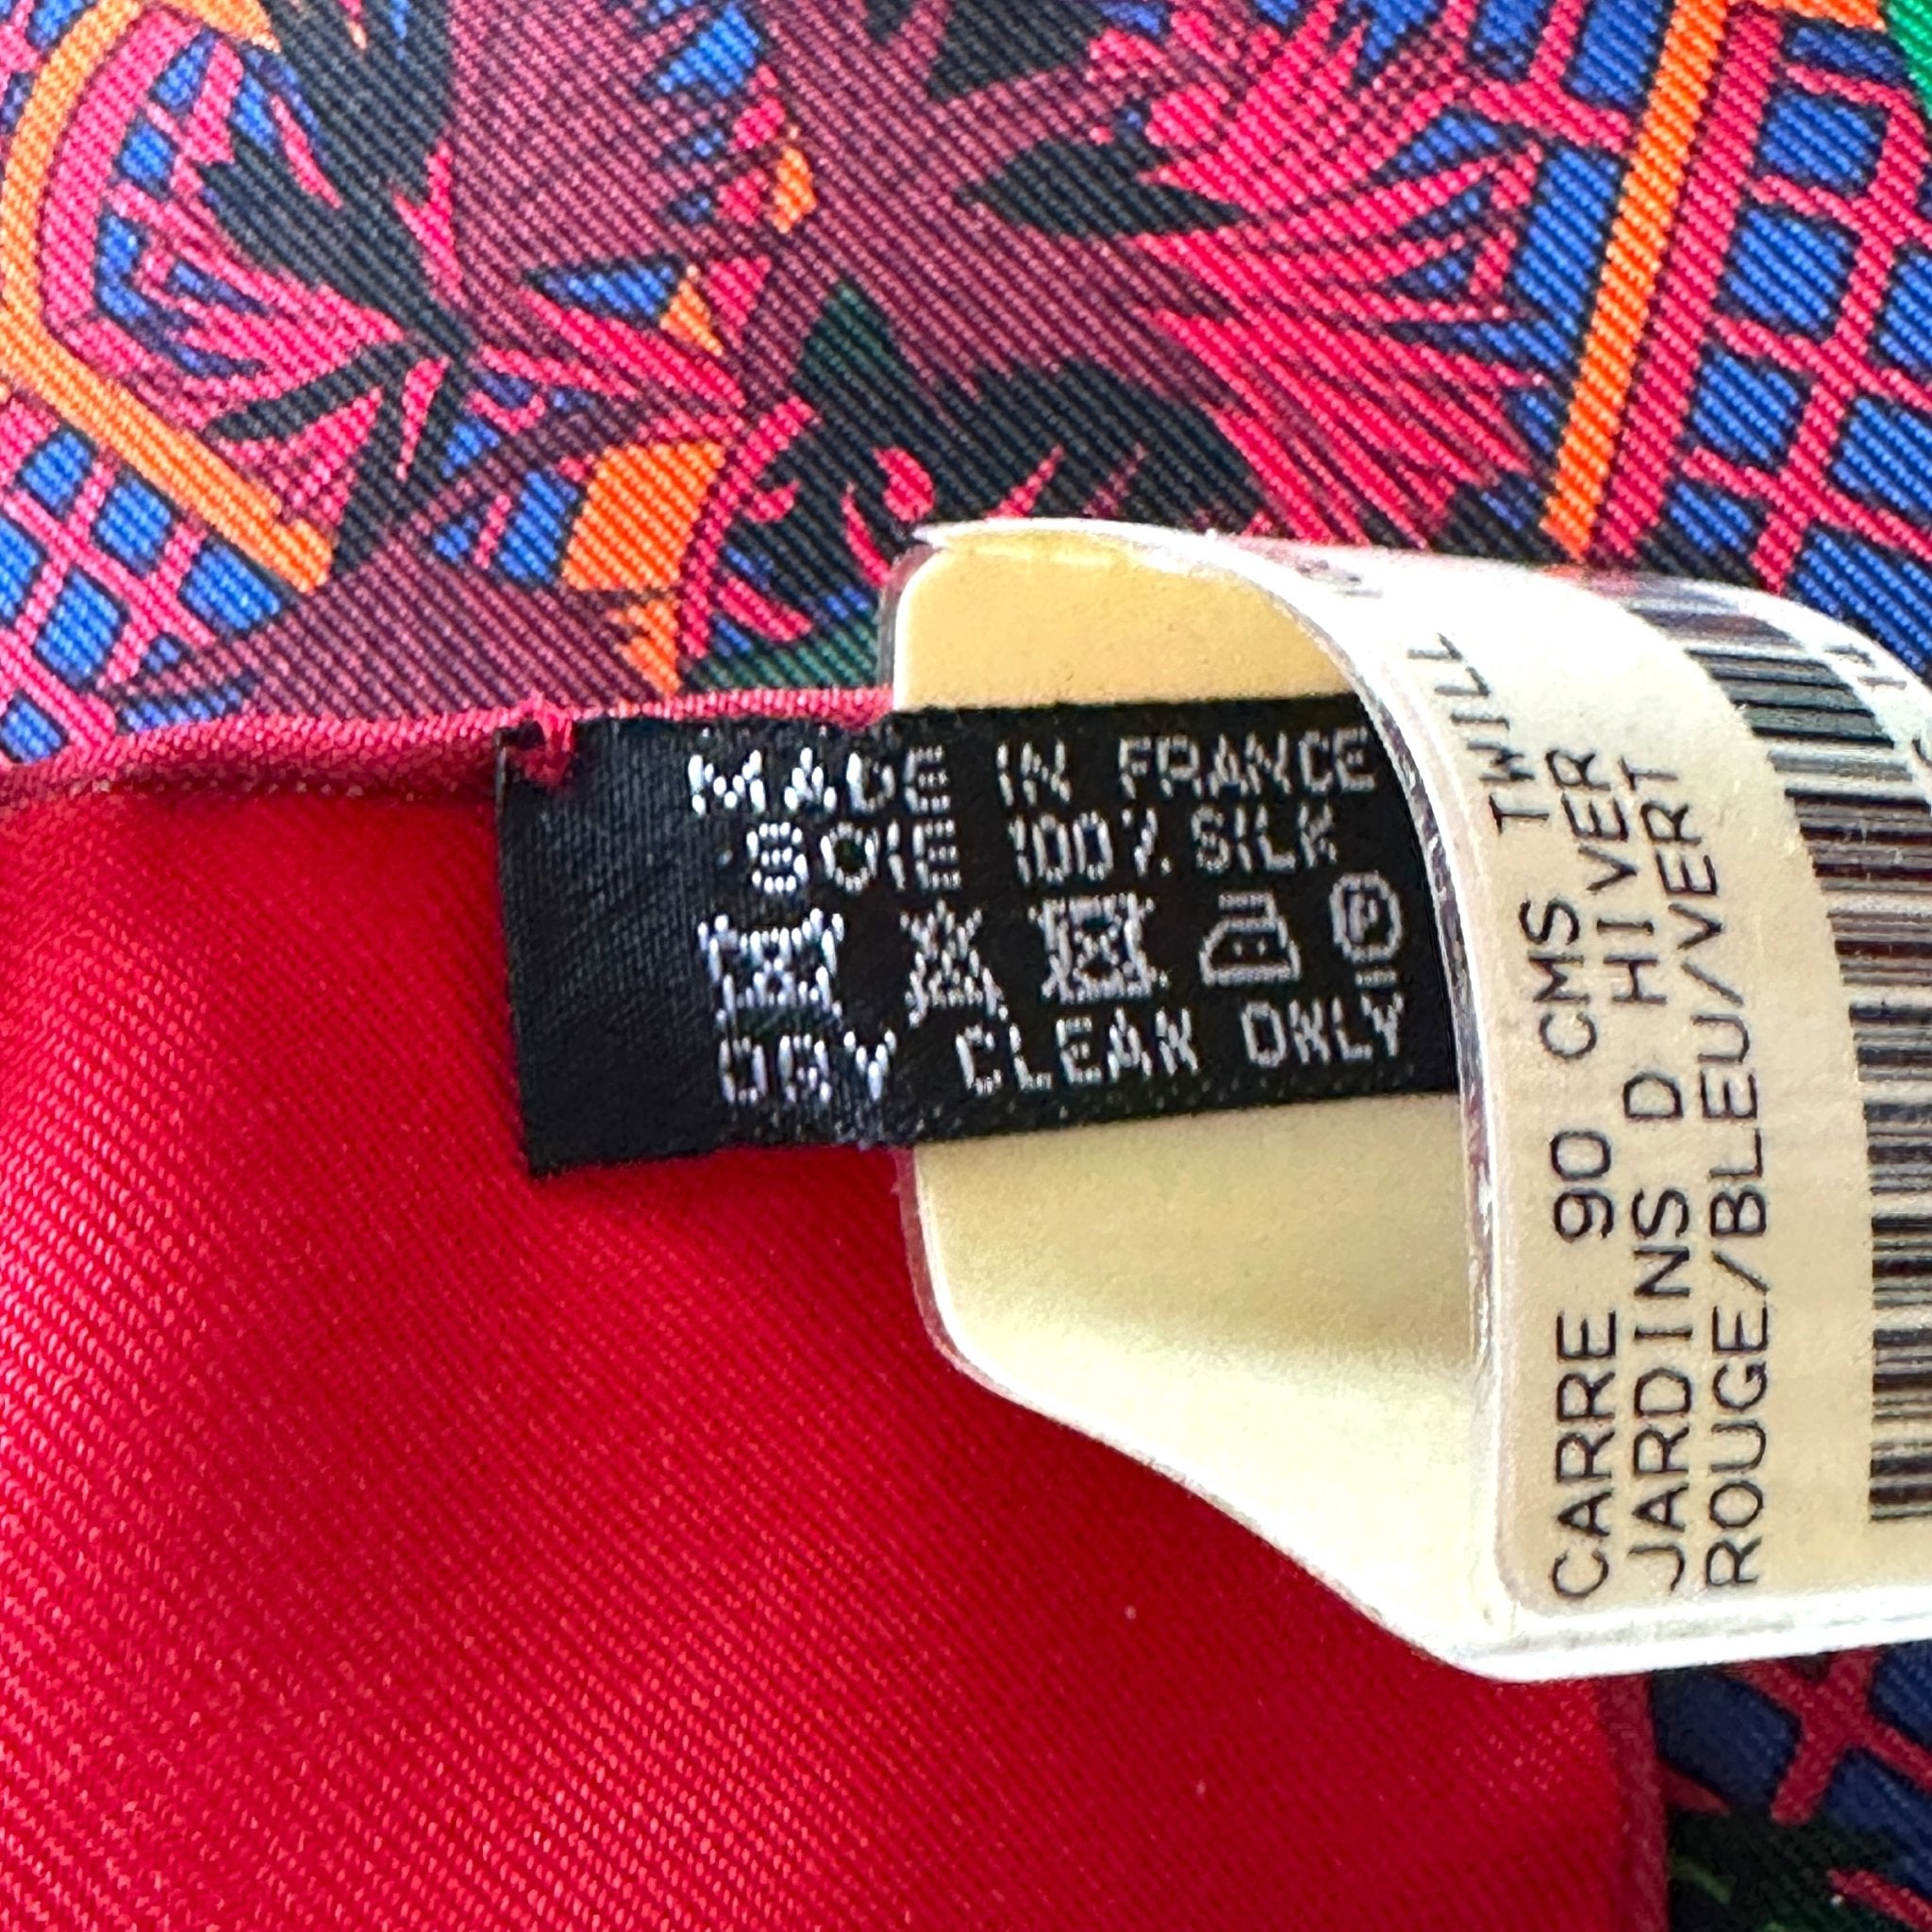 MADE IN FRANCE
SOIE 100% SILK
P
DRY CLEAN ONLY
CARRE 90 CMS TWILL
JARDINS D HIVER
ROUGE/BLEU/VERT